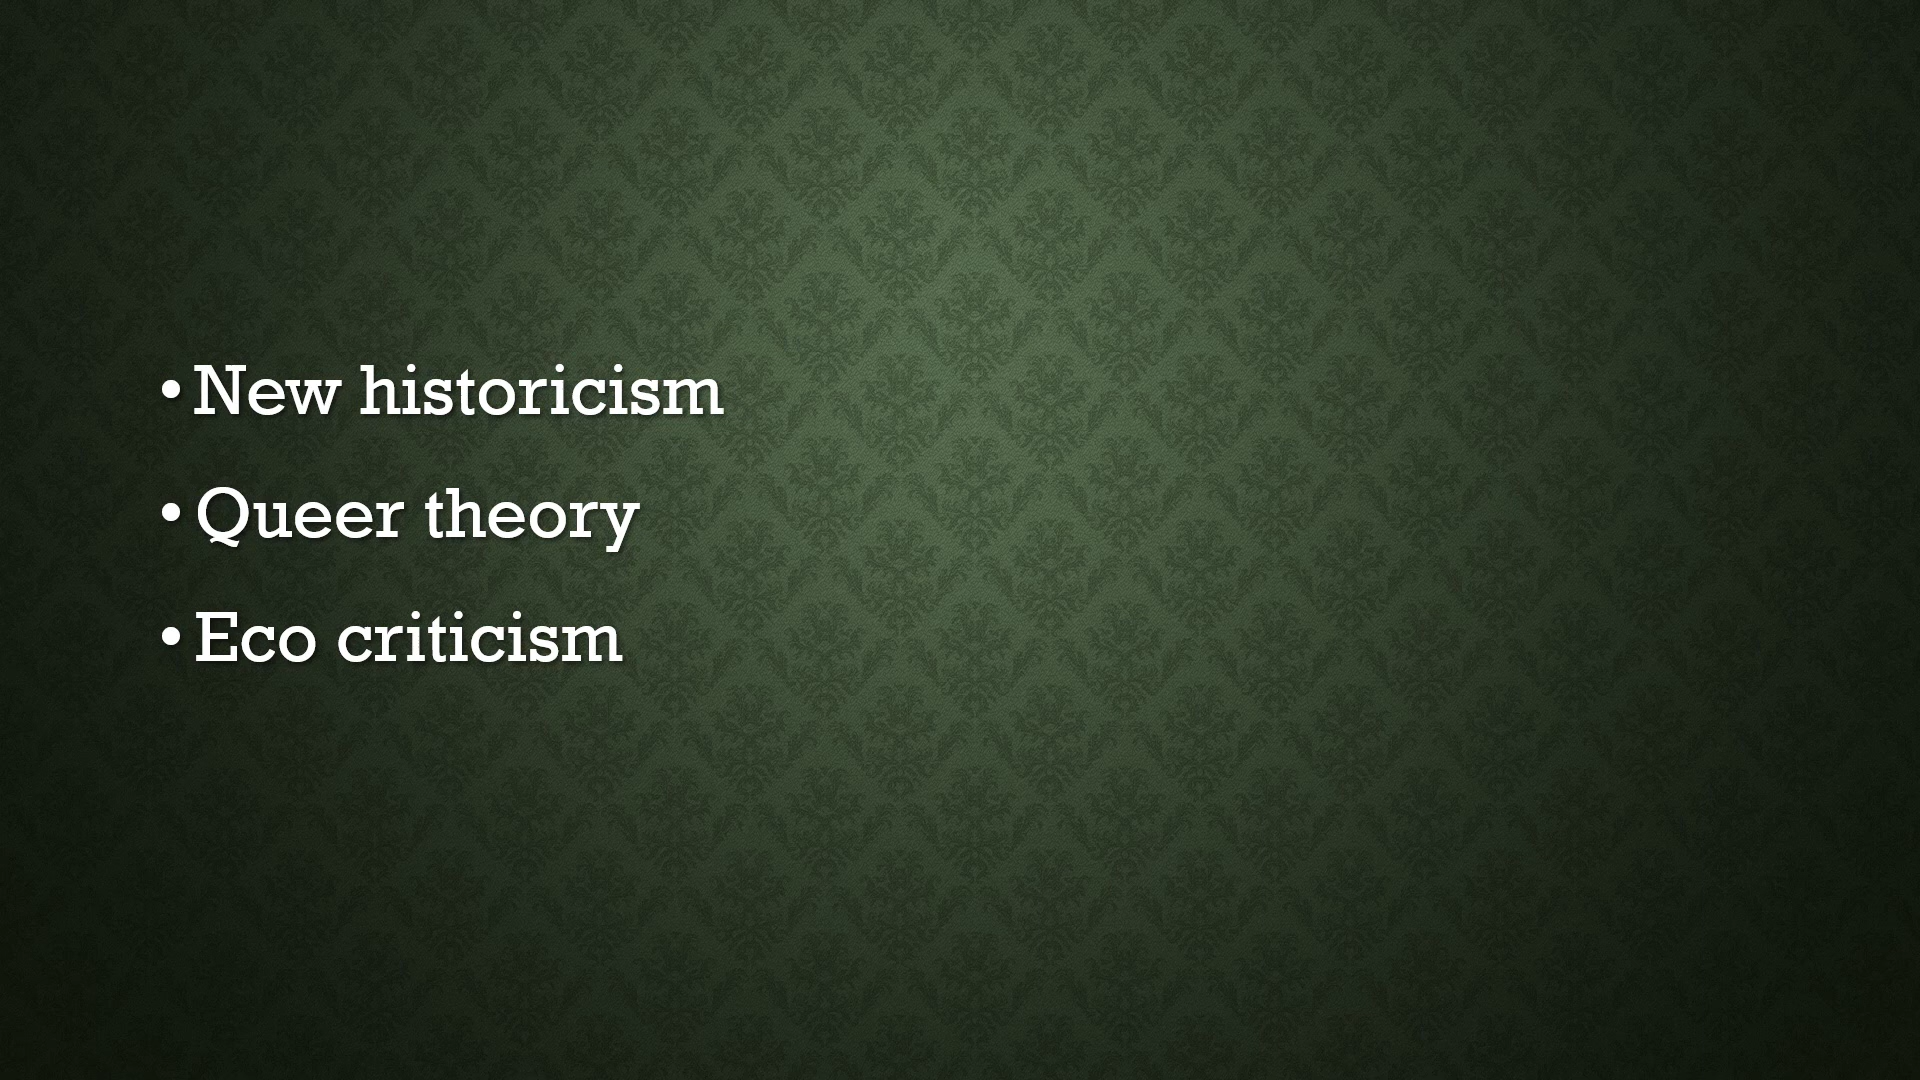 • New historicism
• Queer theory
• Eco criticism